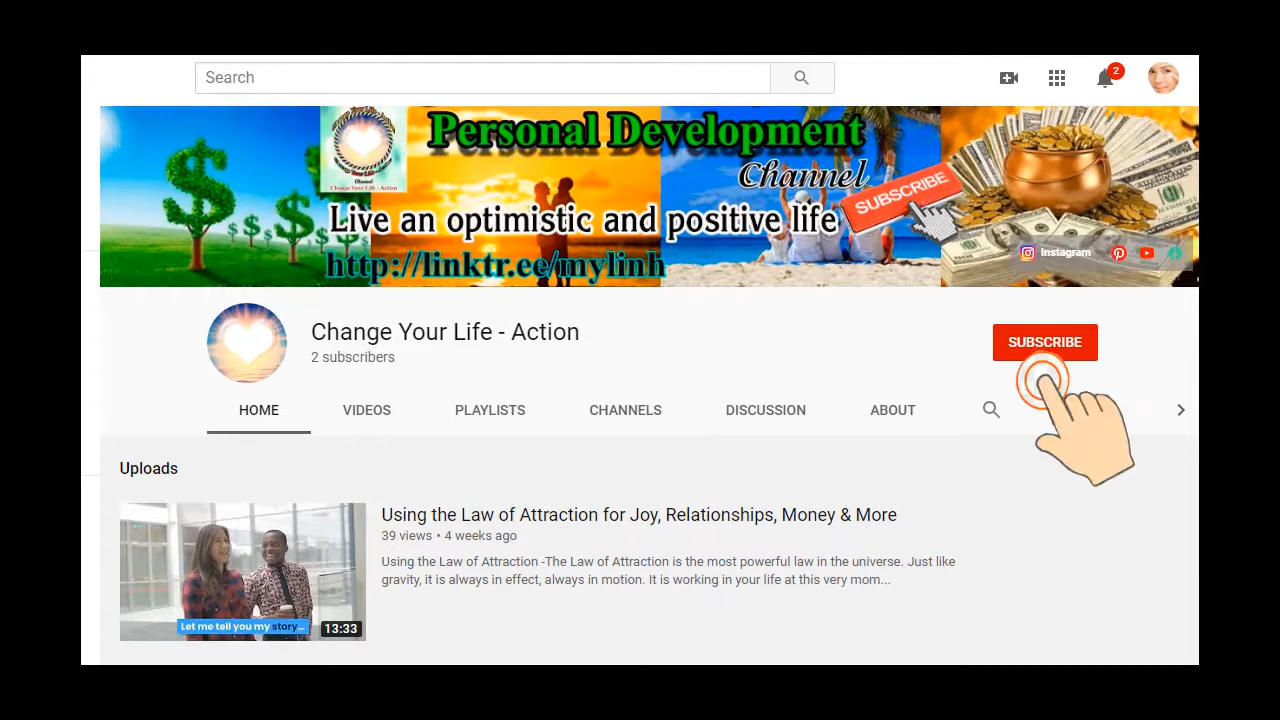 Search
2
Personal Development
Channel
Change Your Life - Action
Live an optimistic and positive life
SUBSCRIBE
http://linktr.ee/mylinh
Instagram
Change Your Life - Action
2 subscribers
SUBSCRIBE
HOME VIDEOS PLAYLISTS CHANNELS DISCUSSION ABOUT
Uploads
Using the Law of Attraction for Joy, Relationships, Money & More
39 views • 4 weeks ago
Using the Law of Attraction -The Law of Attraction is the most powerful law in the universe. Just like
gravity, it is always in effect, always in motion. It is working in your life at this very mom...
Let me tell you my story...
13:33